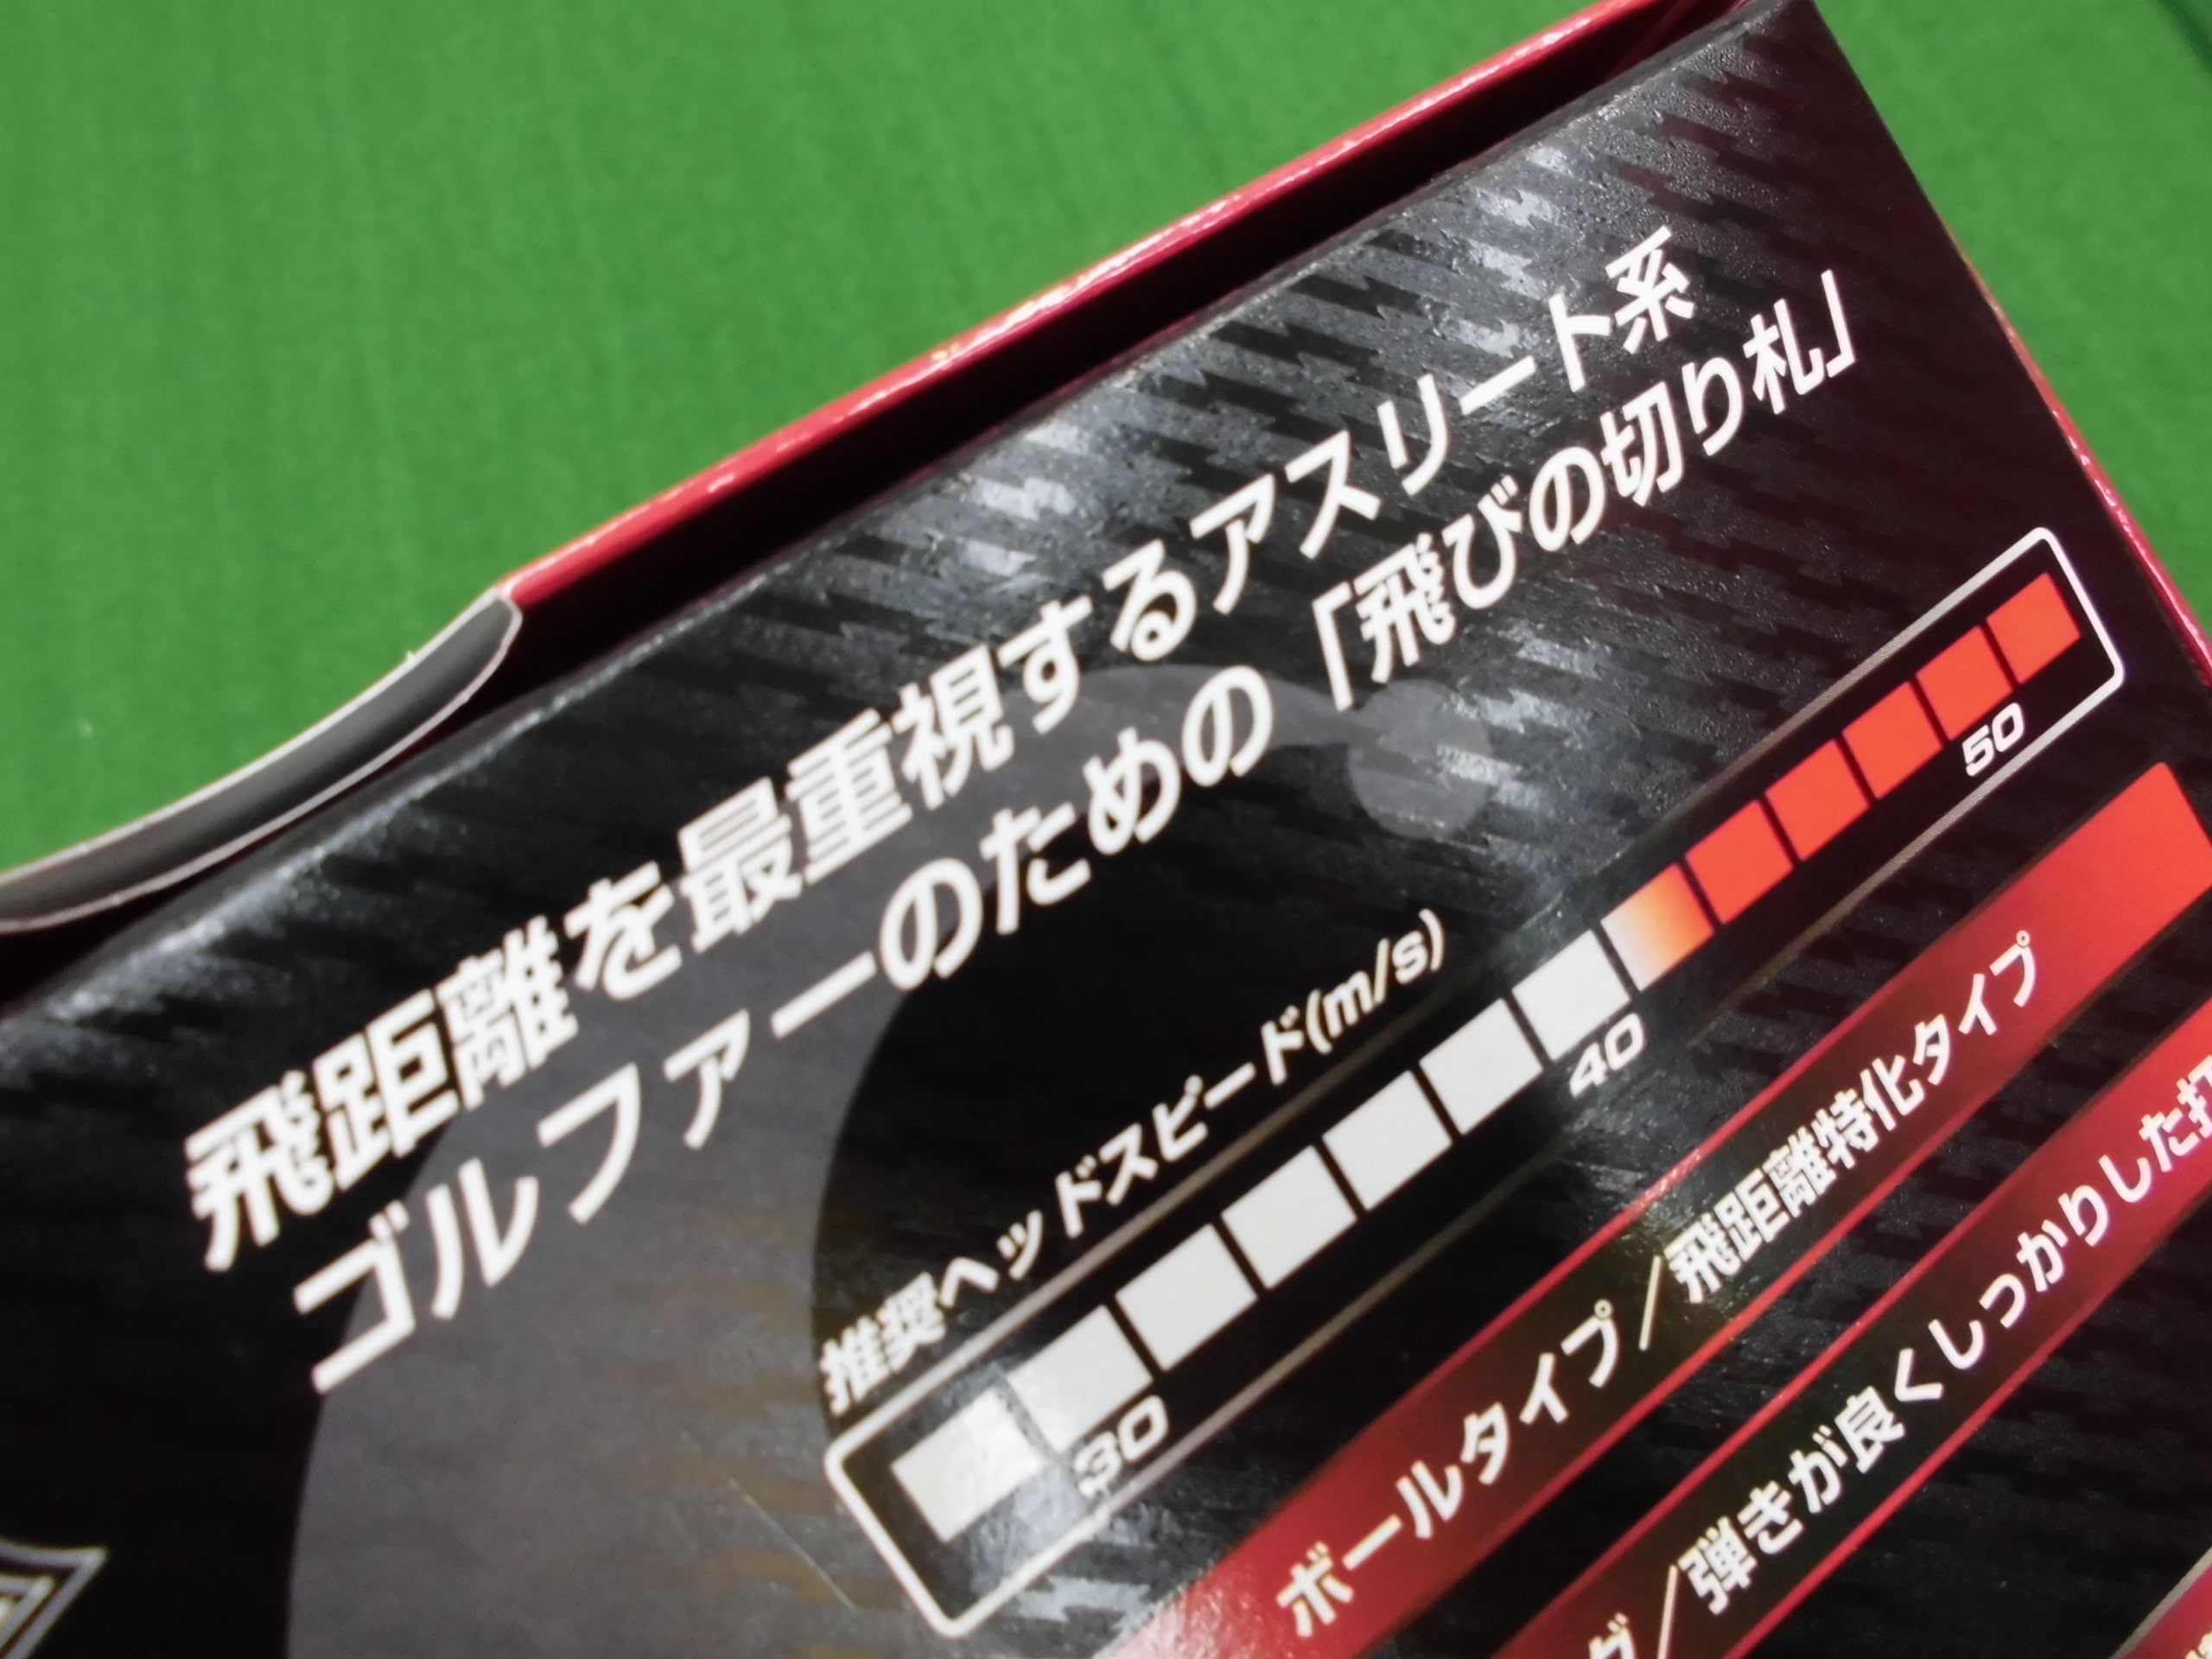 飛距離を最重視するアスリート系
ゴルファーのための「飛びの切り札」
推奨ヘッドスピード(m/s)
30 40 50
ボールタイプ／飛距離特化タイプ
グ／弾きが良くしっかりした打